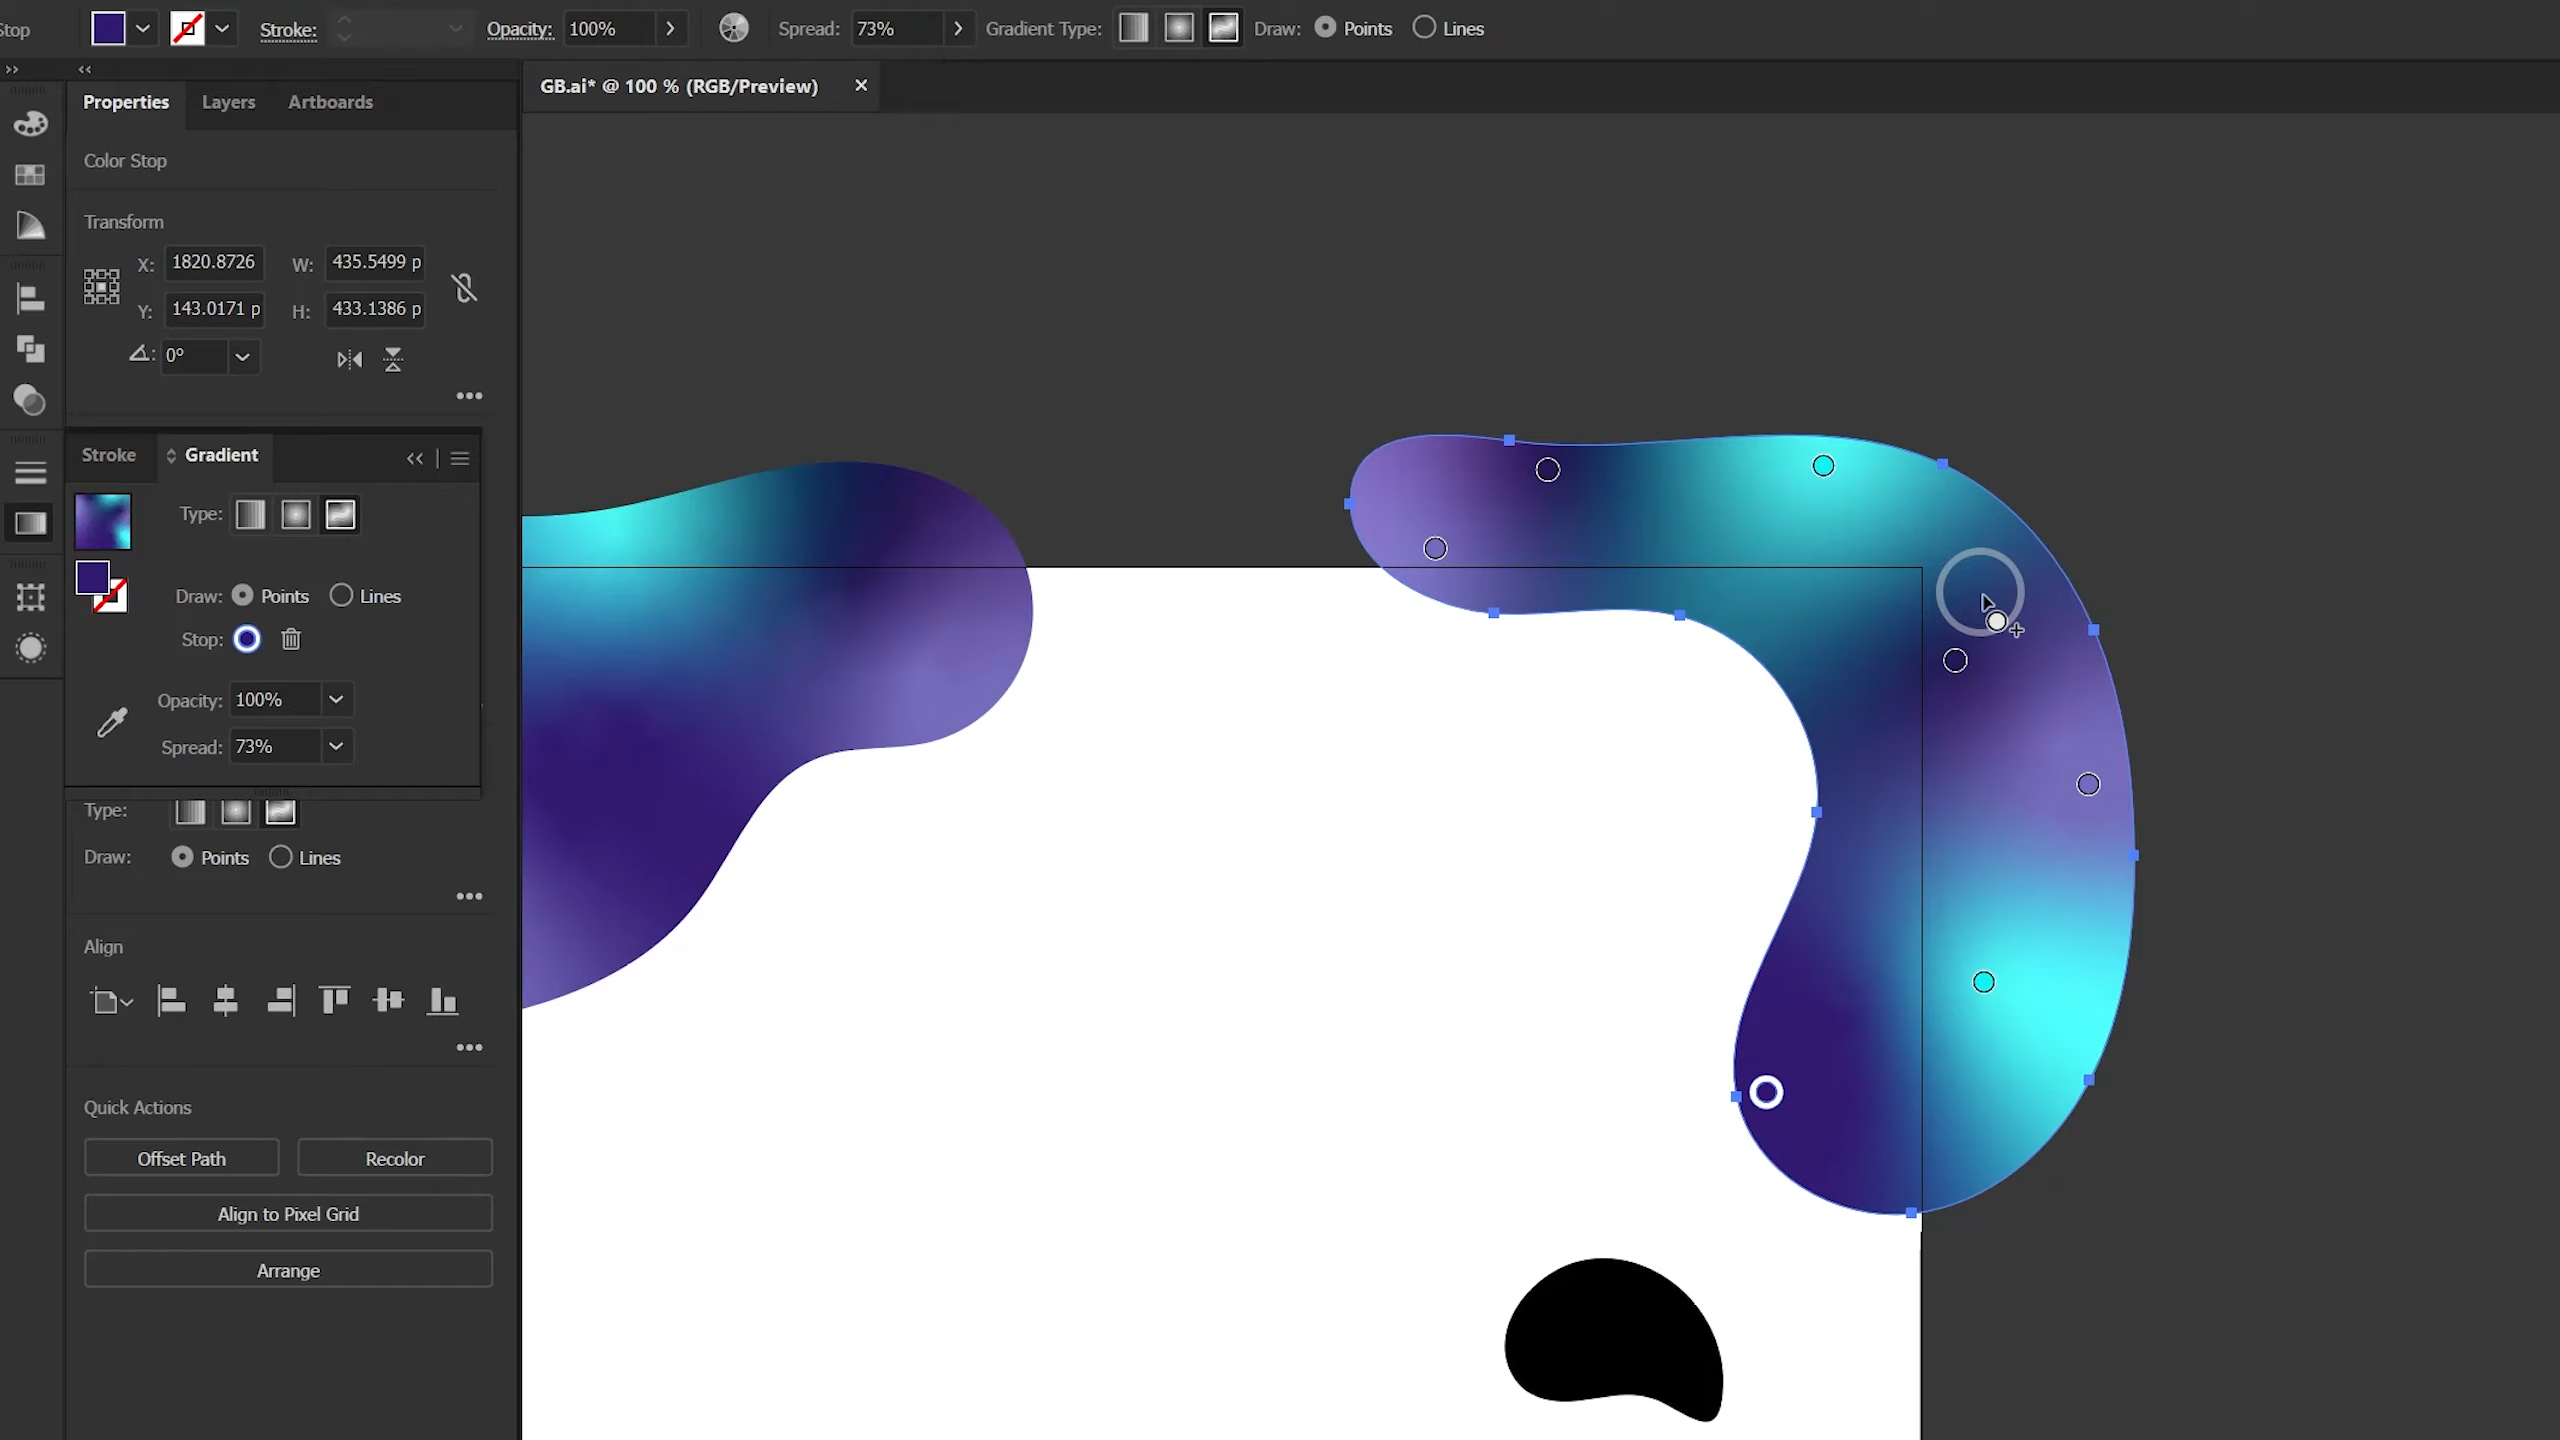 Stop
Stroke:
Opacity:
100%
Spread:
73%
Gradient Type:
Draw:
Points
Lines
GB.ai* @ 100 % (RGB/Preview)
Properties
Layers
Artboards
Color Stop
Transform
X:
1820.8726
W:
435.5499 p
Y:
143.0171 p
H:
433.1386 p
0°
Stroke
Gradient
Type:
Draw:
Points
Lines
Stop:
Opacity:
100%
Spread:
73%
Type:
Draw:
Points
Lines
Align
Quick Actions
Offset Path
Recolor
Align to Pixel Grid
Arrange